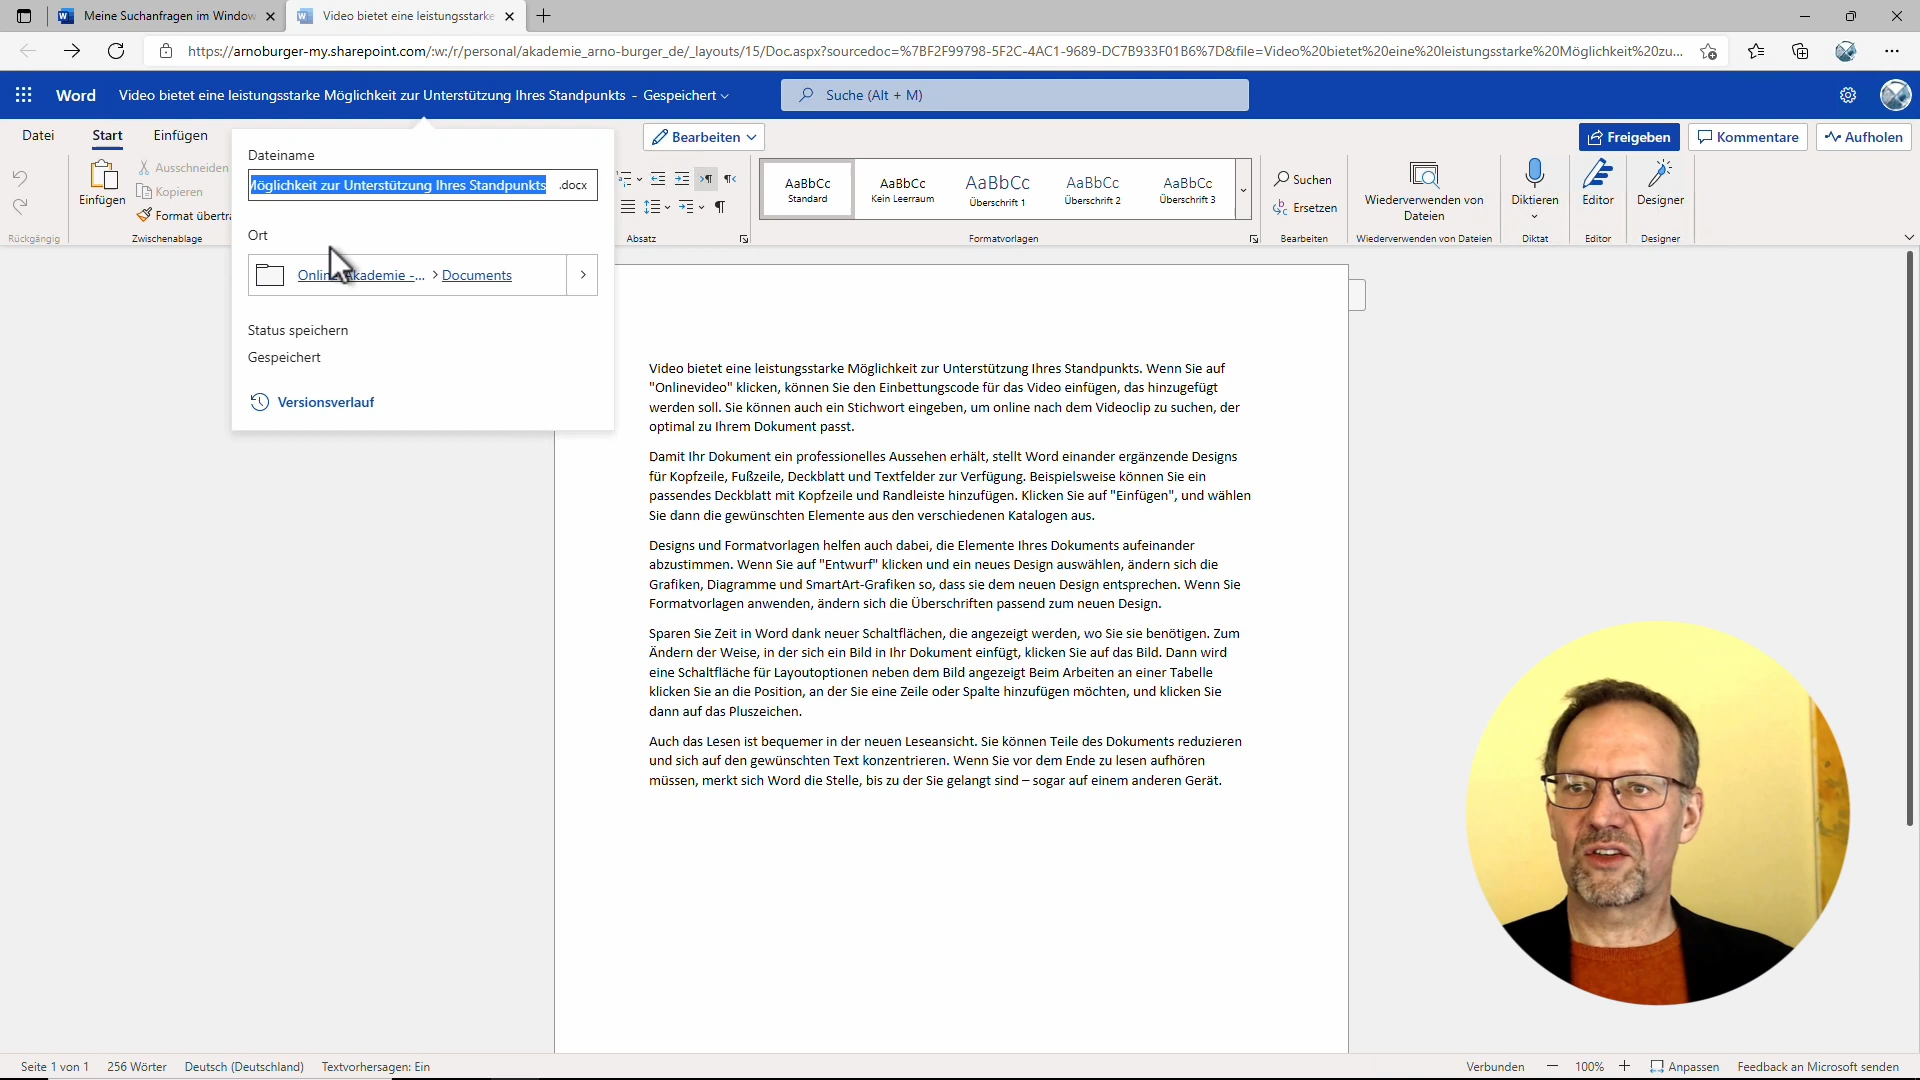 Meine Suchanfragen im Window
Video bietet eine leistungsstarke
https://arnoburger-my.sharepoint.com/:w:/r/personal/akademie_arno-burger_de/_layouts/15/Doc.aspx?sourcedoc=%7BF2F99798-5F2C-4AC1-9689-DC7B933F01B6%7D&file=Video%20bietet%20eine%20leistungsstarke%20Möglichkeit%20zu...
Word
Video bietet eine leistungsstarke Möglichkeit zur Unterstützung Ihres Standpunkts - Gespeichert
Suche (Alt + M)
Datei
Start
Einfügen
Bearbeiten
Freigeben
Kommentare
Aufholen
Einfügen
Ausschneiden
Kopieren
Format übertra
Rückgängig
Zwischenablage
Absatz
AaBbCc
Standard
AaBbCc
Kein Leerraum
AaBbCc
Überschrift 1
AaBbCc
Überschrift 2
AaBbCc
Überschrift 3
Formatvorlagen
Suchen
Ersetzen
Bearbeiten
Wiederverwenden von
Dateien
Wiederverwenden von Dateien
Diktieren
Diktat
Editor
Editor
Designer
Designer
Dateiname
Möglichkeit zur Unterstützung Ihres Standpunkts .docx
Ort
Online Akademie -... > Documents
Status speichern
Gespeichert
Versionsverlauf
Video bietet eine leistungsstarke Möglichkeit zur Unterstützung Ihres Standpunkts. Wenn Sie auf
"Onlinevideo" klicken, können Sie den Einbettungscode für das Video einfügen, das hinzugefügt
werden soll. Sie können auch ein Stichwort eingeben, um online nach dem Videoclip zu suchen, der
optimal zu Ihrem Dokument passt.
Damit Ihr Dokument ein professionelles Aussehen erhält, stellt Word einander ergänzende Designs
für Kopfzeile, Fußzeile, Deckblatt und Textfelder zur Verfügung. Beispielsweise können Sie ein
passendes Deckblatt mit Kopfzeile und Randleiste hinzufügen. Klicken Sie auf "Einfügen", und wählen
Sie dann die gewünschten Elemente aus den verschiedenen Katalogen aus.
Designs und Formatvorlagen helfen auch dabei, die Elemente Ihres Dokuments aufeinander
abzustimmen. Wenn Sie auf "Entwurf" klicken und ein neues Design auswählen, ändern sich die
Grafiken, Diagramme und SmartArt-Grafiken so, dass sie dem neuen Design entsprechen. Wenn Sie
Formatvorlagen anwenden, ändern sich die Überschriften passend zum neuen Design.
Sparen Sie Zeit in Word dank neuer Schaltflächen, die angezeigt werden, wo Sie sie benötigen. Zum
Ändern der Weise, in der sich ein Bild in Ihr Dokument einfügt, klicken Sie auf das Bild. Dann wird
eine Schaltfläche für Layoutoptionen neben dem Bild angezeigt Beim Arbeiten an einer Tabelle
klicken Sie an die Position, an der Sie eine Zeile oder Spalte hinzufügen möchten, und klicken Sie
dann auf das Pluszeichen.
Auch das Lesen ist bequemer in der neuen Leseansicht. Sie können Teile des Dokuments reduzieren
und sich auf den gewünschten Text konzentrieren. Wenn Sie vor dem Ende zu lesen aufhören
müssen, merkt sich Word die Stelle, bis zu der Sie gelangt sind – sogar auf einem anderen Gerät.
Seite 1 von 1
256 Wörter
Deutsch (Deutschland)
Textvorhersagen: Ein
Verbunden
100%
Anpassen
Feedback an Microsoft senden